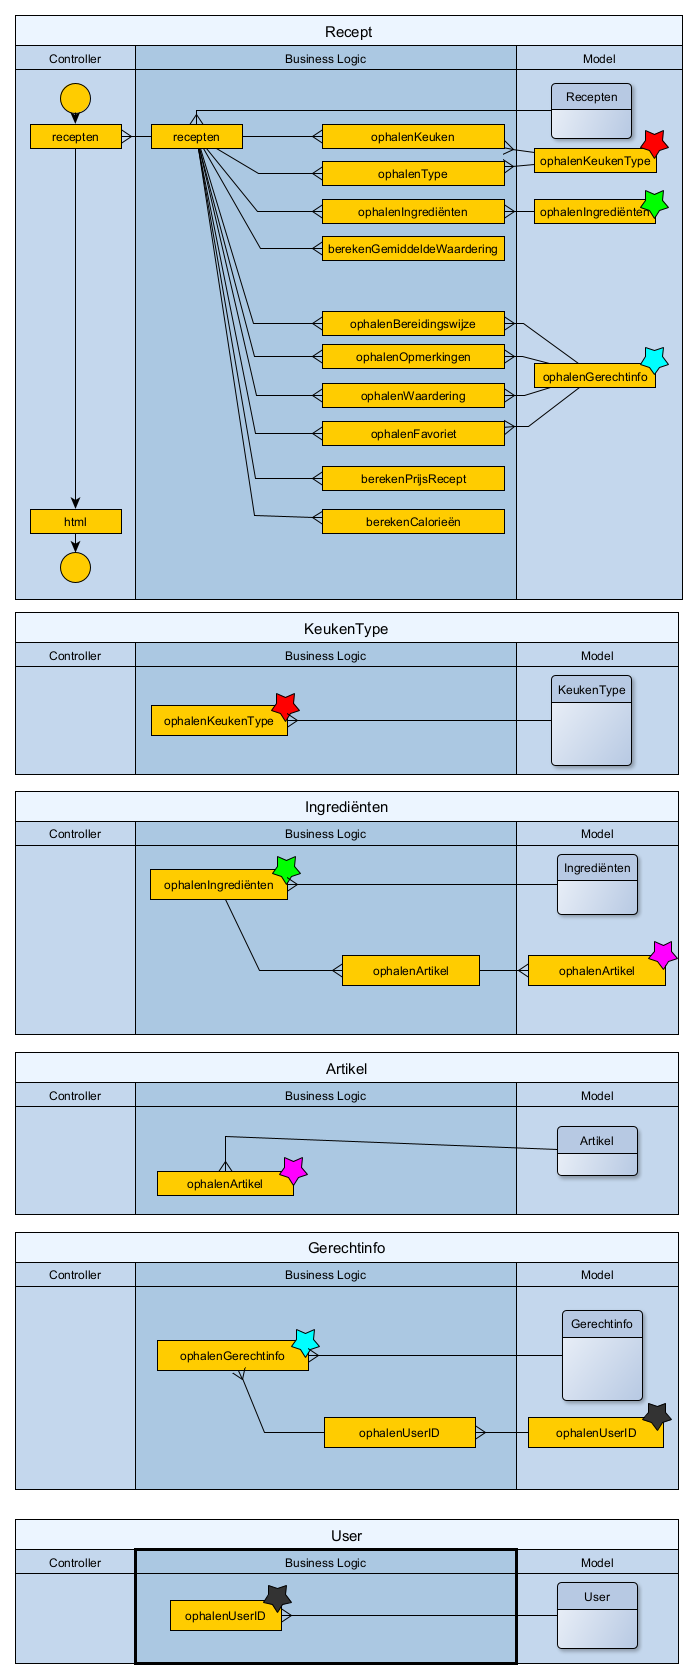 Recept
Controller
Business Logic
Model
Recepten
recepten
recepten
ophalenKeuken
ophalenKeukenType
ophalenType
ophalenIngrediënten
ophalenIngrediënten
berekenGemiddeldeWaardering
ophalenBereidingswijze
ophalenOpmerkingen
ophalenGerechtinfo
ophalenWaardering
ophalenFavoriet
berekenPrijsRecept
html
berekenCalorieën
KeukenType
Controller
Business Logic
Model
KeukenType
ophalenKeukenType
Ingrediënten
Controller
Business Logic
Model
Ingrediënten
ophalenIngrediënten
ophalenArtikel
ophalenArtikel
Artikel
Controller
Business Logic
Model
Artikel
ophalenArtikel
Gerechtinfo
Controller
Business Logic
Model
Gerechtinfo
ophalenGerechtinfo
ophalenUserID
ophalenUserID
User
Controller
Business Logic
Model
User
ophalenUserID